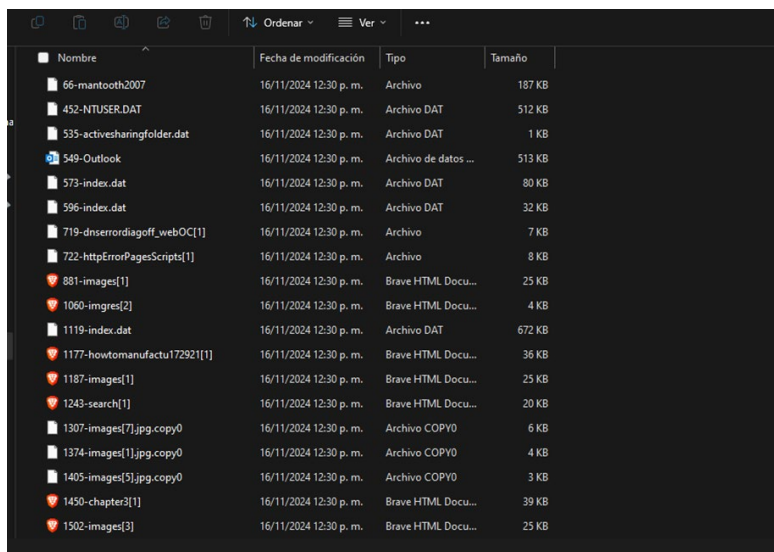 Ordenar Ver ...
Nombre Fecha de modificación Tipo Tamaño
66-mantooth2007 16/11/2024 12:30 p. m. Archivo 187 KB
452-NTUSER.DAT 16/11/2024 12:30 p. m. Archivo DAT 512 KB
535-activesharingfolder.dat 16/11/2024 12:30 p. m. Archivo DAT 1 KB
549-Outlook 16/11/2024 12:30 p. m. Archivo de datos ... 513 KB
573-index.dat 16/11/2024 12:30 p. m. Archivo DAT 80 KB
596-index.dat 16/11/2024 12:30 p. m. Archivo DAT 32 KB
719-dnserrordiagoff_webOC[1] 16/11/2024 12:30 p. m. Archivo 7 KB
722-httpErrorPagesScripts[1] 16/11/2024 12:30 p. m. Archivo 8 KB
881-images[1] 16/11/2024 12:30 p. m. Brave HTML Docu... 25 KB
1060-imgres[2] 16/11/2024 12:30 p. m. Brave HTML Docu... 4 KB
1119-index.dat 16/11/2024 12:30 p. m. Archivo DAT 672 KB
1177-howtomanufactu172921[1] 16/11/2024 12:30 p. m. Brave HTML Docu... 36 KB
1187-images[1] 16/11/2024 12:30 p. m. Brave HTML Docu... 25 KB
1243-search[1] 16/11/2024 12:30 p. m. Brave HTML Docu... 20 KB
1307-images[7].jpg.copy0 16/11/2024 12:30 p. m. Archivo COPY0 6 KB
1374-images[1].jpg.copy0 16/11/2024 12:30 p. m. Archivo COPY0 4 KB
1405-images[5].jpg.copy0 16/11/2024 12:30 p. m. Archivo COPY0 3 KB
1450-chapter3[1] 16/11/2024 12:30 p. m. Brave HTML Docu... 39 KB
1502-images[3] 16/11/2024 12:30 p. m. Brave HTML Docu... 25 KB